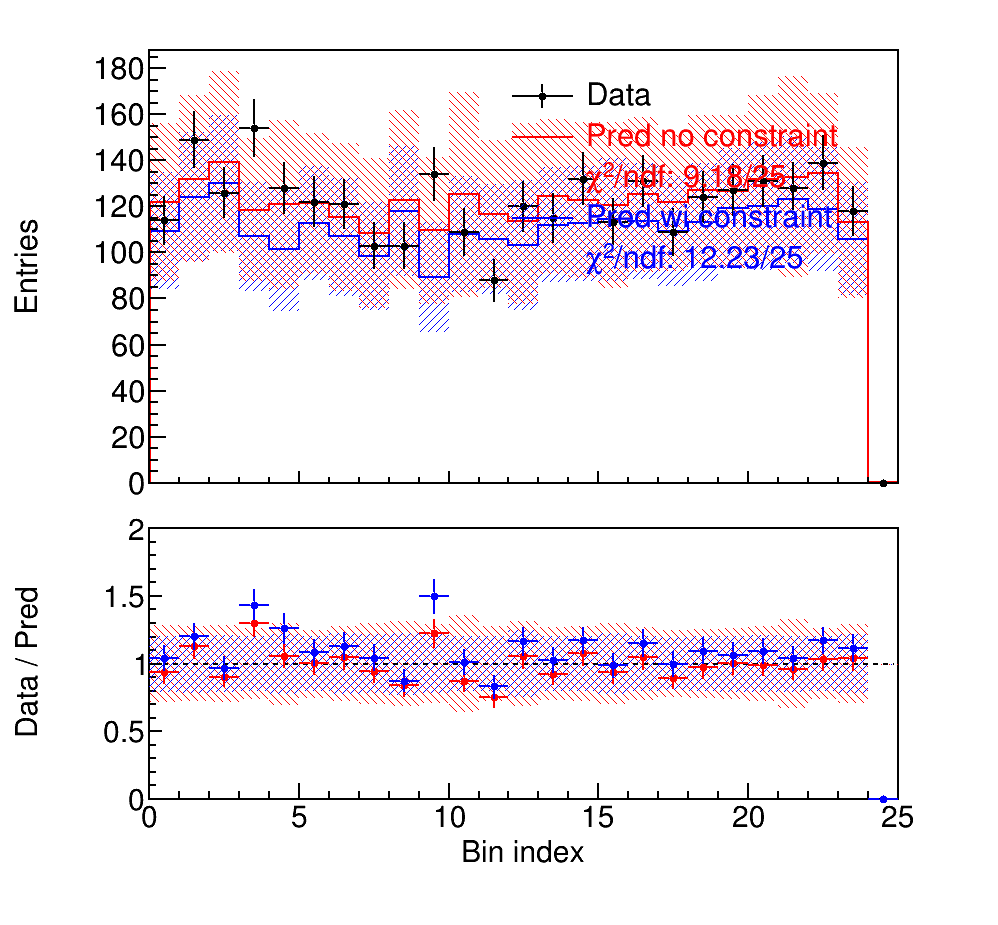 Entries
180
160
140
120
100
80
60
40
20
0
Data
Pred no constraint
χ²/ndf: 9.18/25
Pred wi constraint
χ²/ndf: 12.23/25
Data / Pred
2
1.5
1
0.5
0
0 5 10 15 20 25
Bin index